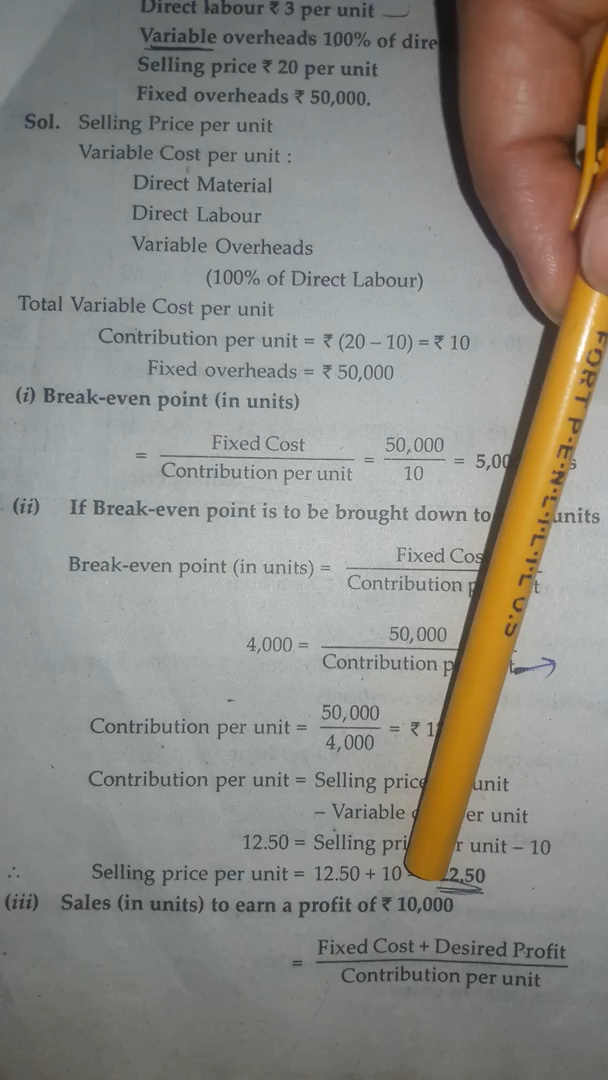 Direct labour ₹ 3 per unit
Variable overheads 100% of dire
Selling price ₹ 20 per unit
Fixed overheads ₹ 50,000.
Sol. Selling Price per unit
Variable Cost per unit :
Direct Material
Direct Labour
Variable Overheads
(100% of Direct Labour)
Total Variable Cost per unit
Contribution per unit = ₹ (20 – 10) = ₹ 10
Fixed overheads = ₹ 50,000
(i) Break-even point (in units)
= Fixed Cost / Contribution per unit = 50,000 / 10 = 5,00 s
(ii) If Break-even point is to be brought down to units
Break-even point (in units) = Fixed Cos / Contribution p t
4,000 = 50,000 / Contribution p t
Contribution per unit = 50,000 / 4,000 = ₹ 1
Contribution per unit = Selling price unit
– Variable er unit
12.50 = Selling pri r unit – 10
∴ Selling price per unit = 12.50 + 10 2.50
(iii) Sales (in units) to earn a profit of ₹ 10,000
= Fixed Cost + Desired Profit / Contribution per unit